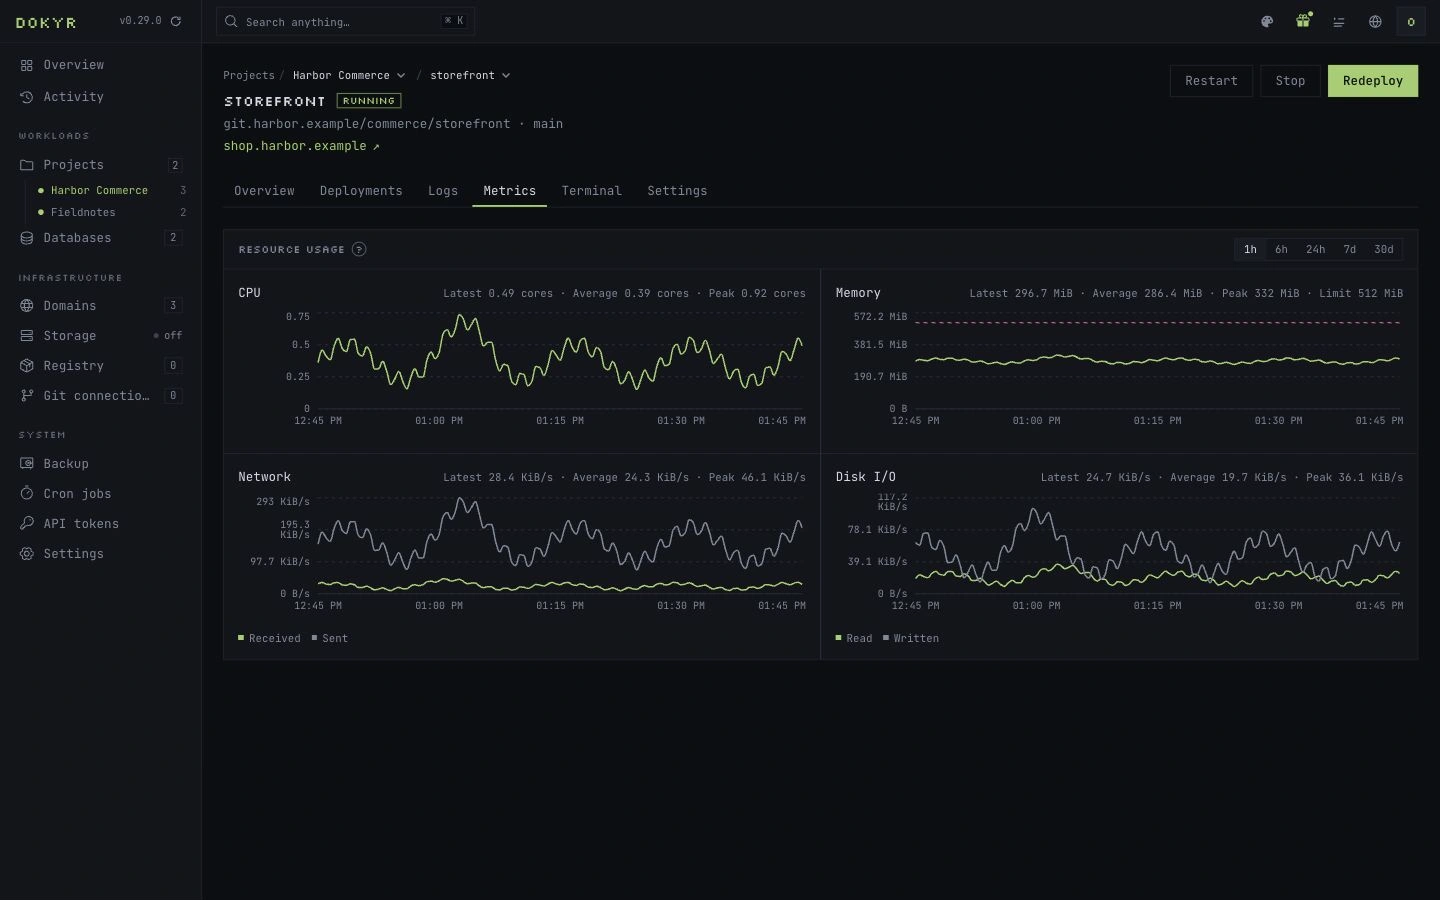 DOKYR
v0.29.0
Search anything…
⌘ K
O
Overview
Activity
WORKLOADS
Projects 2
Harbor Commerce 3
Fieldnotes 2
Databases 2
INFRASTRUCTURE
Domains 3
Storage off
Registry 0
Git connectio… 0
SYSTEM
Backup
Cron jobs
API tokens
Settings
Projects / Harbor Commerce / storefront
STOREFRONT RUNNING
git.harbor.example/commerce/storefront · main
shop.harbor.example ↗
Restart Stop Redeploy
Overview Deployments Logs Metrics Terminal Settings
RESOURCE USAGE ?
1h 6h 24h 7d 30d
CPU Latest 0.49 cores · Average 0.39 cores · Peak 0.92 cores
0.75
0.5
0.25
0
12:45 PM 01:00 PM 01:15 PM 01:30 PM 01:45 PM
Memory Latest 296.7 MiB · Average 286.4 MiB · Peak 332 MiB · Limit 512 MiB
572.2 MiB
381.5 MiB
190.7 MiB
0 B
12:45 PM 01:00 PM 01:15 PM 01:30 PM 01:45 PM
Network Latest 28.4 KiB/s · Average 24.3 KiB/s · Peak 46.1 KiB/s
293 KiB/s
195.3
KiB/s
97.7 KiB/s
0 B/s
12:45 PM 01:00 PM 01:15 PM 01:30 PM 01:45 PM
Received Sent
Disk I/O Latest 24.7 KiB/s · Average 19.7 KiB/s · Peak 36.1 KiB/s
117.2
KiB/s
78.1 KiB/s
39.1 KiB/s
0 B/s
12:45 PM 01:00 PM 01:15 PM 01:30 PM 01:45 PM
Read Written